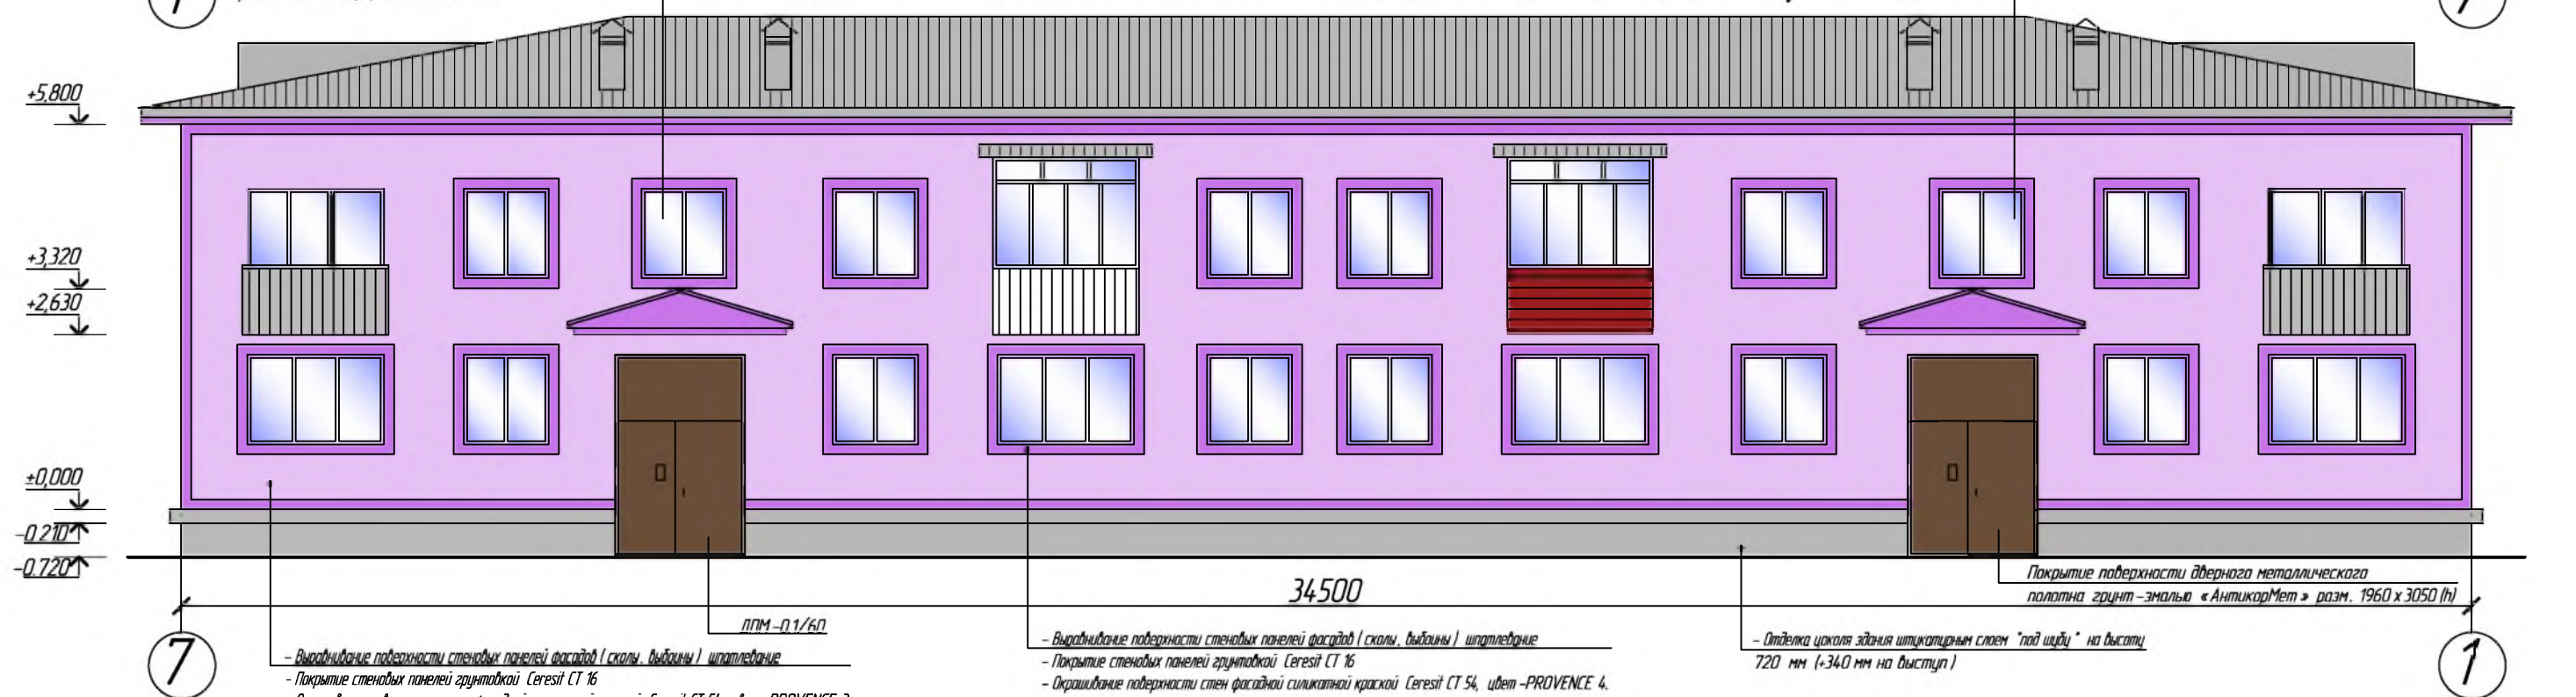 7
1
+5,800
+3,320
+2,630
±0,000
-0.210
-0.720
34500
Покрытие поверхности дверного металлического
полотна грунт-эмалью «АнтикорМет» разм. 1960 х 3050 (h)
ДПМ-0.1/60
- Выравнивание поверхности стеновых панелей фасадов ( сколы, выбоины ) шпатлевание
- Покрытие стеновых панелей грунтовкой Ceresit CT 16
- Выравнивание поверхности стеновых панелей фасадов ( сколы, выбоины ) шпатлевание
- Покрытие стеновых панелей грунтовкой Ceresit CT 16
- Окрашивание поверхности стен фасадной силикатной краской Ceresit CT 54, цвет -PROVENCE 4.
- Отделка цоколя здания штукатурным слоем "под шубу" на высоту
720 мм (+340 мм на выступ )
7
1